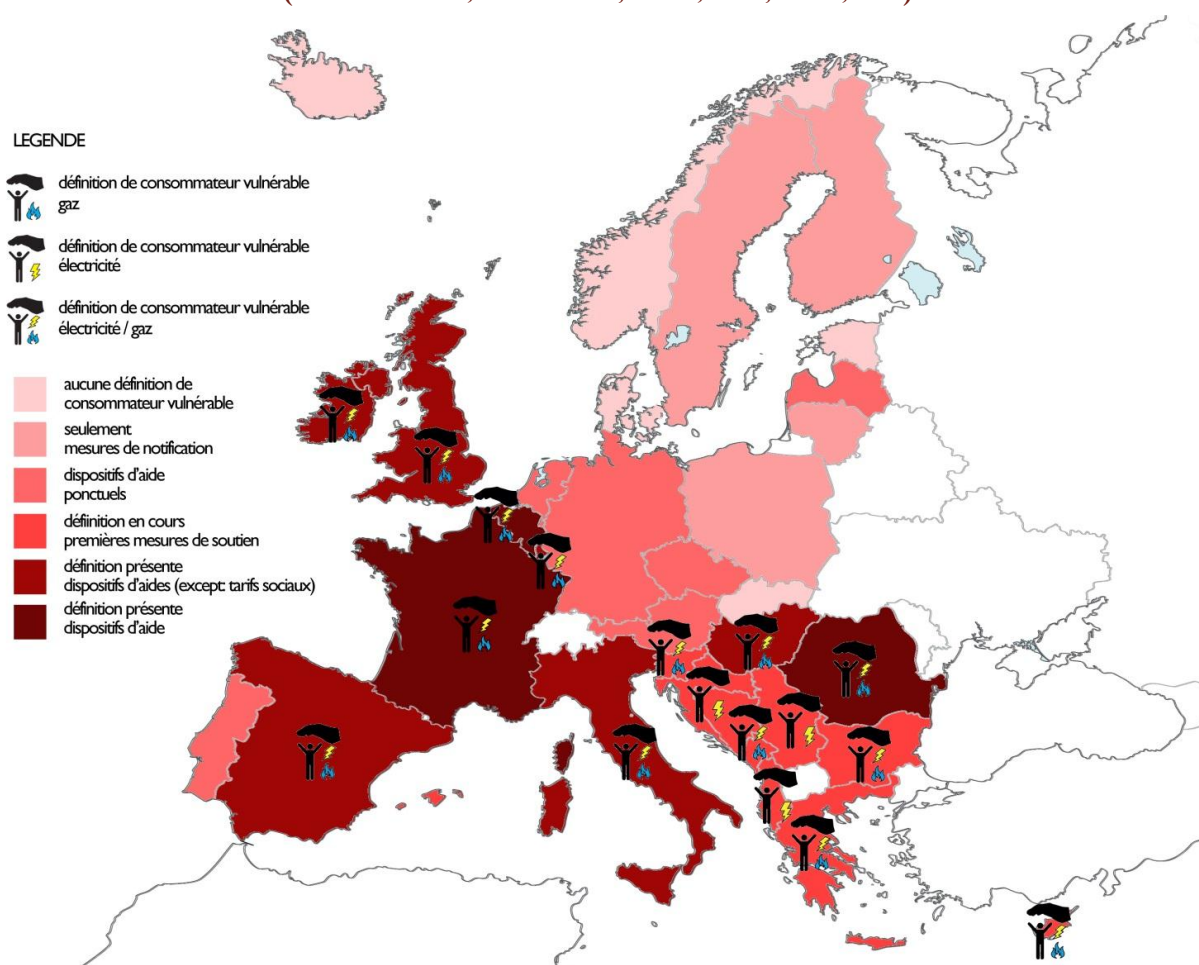 LEGENDE
définition de consommateur vulnérable
gaz
définition de consommateur vulnérable
électricité
définition de consommateur vulnérable
électricité / gaz
aucune définition de
consommateur vulnérable
seulement
mesures de notification
dispositifs d'aide
ponctuels
défiinition en cours
premières mesures de soutien
définition présente
dispositifs d'aides (except: tarifs sociaux)
définition présente
dispositifs d'aide